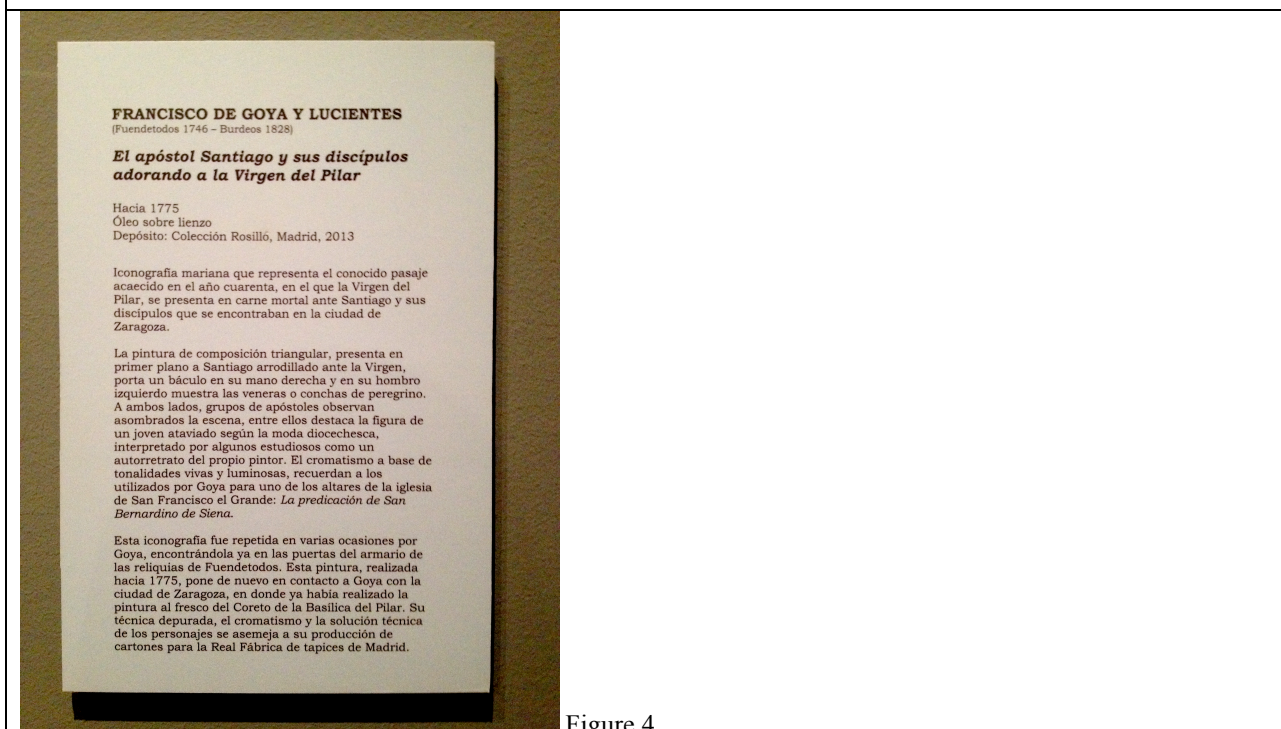 FRANCISCO DE GOYA Y LUCIENTES
(Fuendetodos 1746 – Burdeos 1828)
El apóstol Santiago y sus discípulos
adorando a la Virgen del Pilar
Hacia 1775
Óleo sobre lienzo
Depósito: Colección Rosilló, Madrid, 2013
Iconografía mariana que representa el conocido pasaje
acaecido en el año cuarenta, en el que la Virgen del
Pilar, se presenta en carne mortal ante Santiago y sus
discípulos que se encontraban en la ciudad de
Zaragoza.
La pintura de composición triangular, presenta en
primer plano a Santiago arrodillado ante la Virgen,
porta un báculo en su mano derecha y en su hombro
izquierdo muestra las veneras o conchas de peregrino.
A ambos lados, grupos de apóstoles observan
asombrados la escena, entre ellos destaca la figura de
un joven ataviado según la moda diocechesca,
interpretado por algunos estudiosos como un
autorretrato del propio pintor. El cromatismo a base de
tonalidades vivas y luminosas, recuerdan a los
utilizados por Goya para uno de los altares de la iglesia
de San Francisco el Grande: La predicación de San
Bernardino de Siena.
Esta iconografía fue repetida en varias ocasiones por
Goya, encontrándola ya en las puertas del armario de
las reliquias de Fuendetodos. Esta pintura, realizada
hacia 1775, pone de nuevo en contacto a Goya con la
ciudad de Zaragoza, en donde ya había realizado la
pintura al fresco del Coreto de la Basílica del Pilar. Su
técnica depurada, el cromatismo y la solución técnica
de los personajes se asemeja a su producción de
cartones para la Real Fábrica de tapices de Madrid.
Figure 4